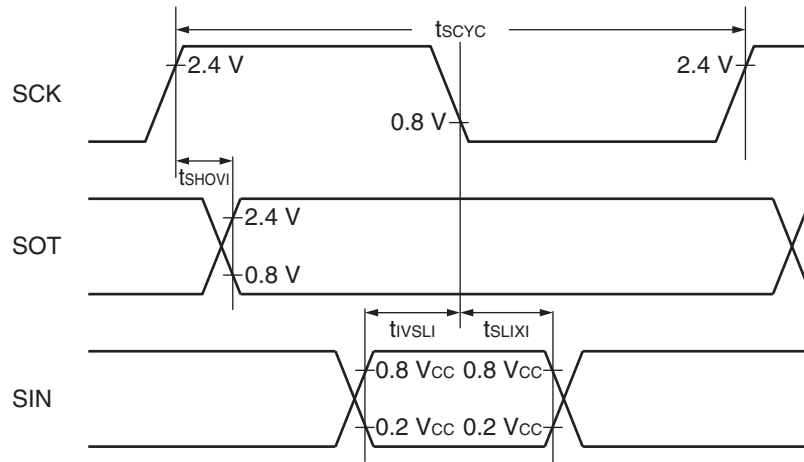 tSCYC
SCK
2.4 V
2.4 V
0.8 V
tSHOVI
SOT
2.4 V
0.8 V
tIVSLI
tSLIXI
SIN
0.8 VCC
0.8 VCC
0.2 VCC
0.2 VCC